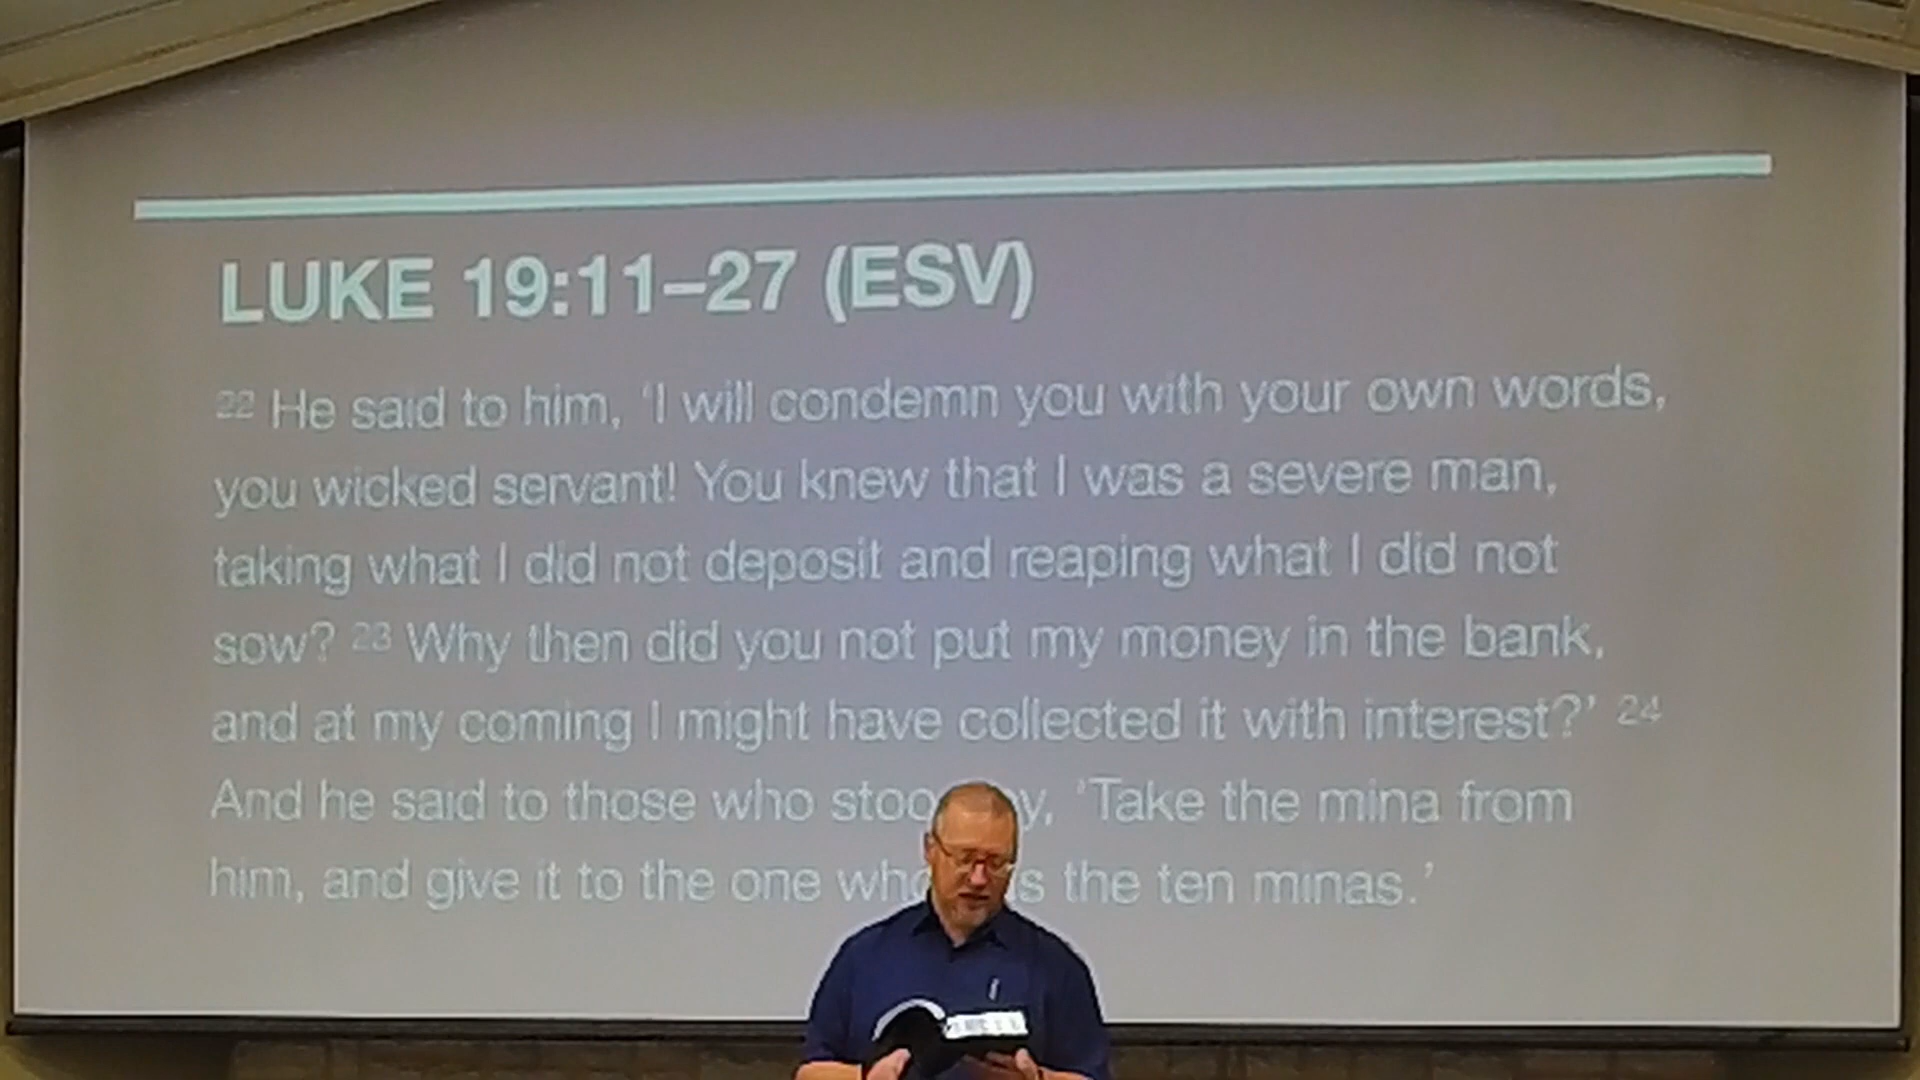 LUKE 19:11–27 (ESV)
22 He said to him, ‘I will condemn you with your own words,
you wicked servant! You knew that I was a severe man,
taking what I did not deposit and reaping what I did not
sow? 23 Why then did you not put my money in the bank,
and at my coming I might have collected it with interest?’ 24
And he said to those who stoo y, ‘Take the mina from
him, and give it to the one who s the ten minas.’